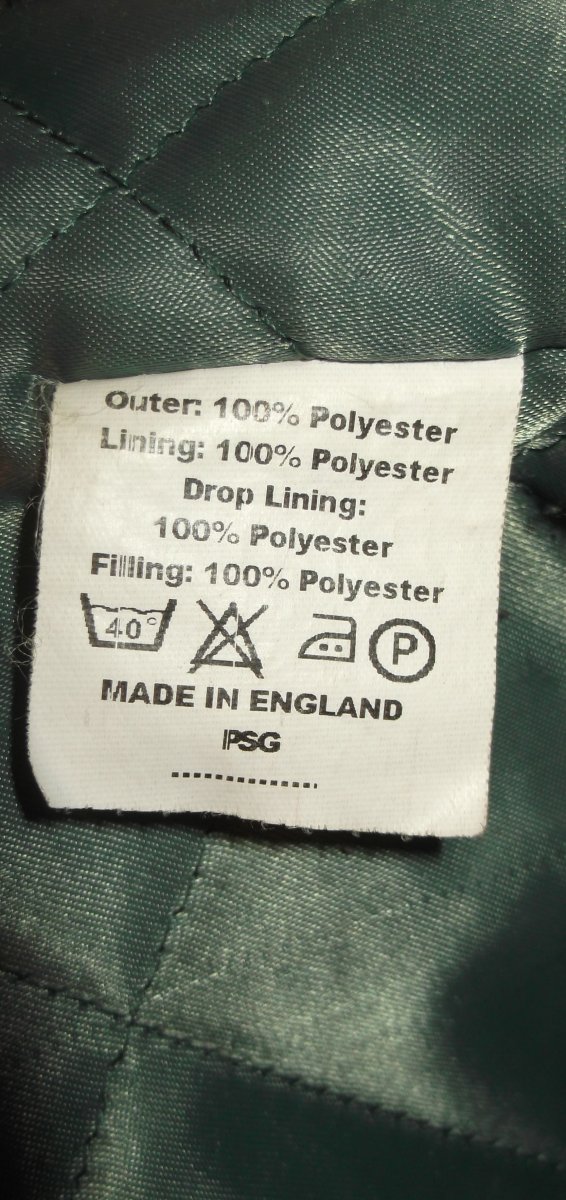 Outer: 100% Polyester
Lining: 100% Polyester
Drop Lining:
100% Polyester
Filling: 100% Polyester
40° P
MADE IN ENGLAND
PSG